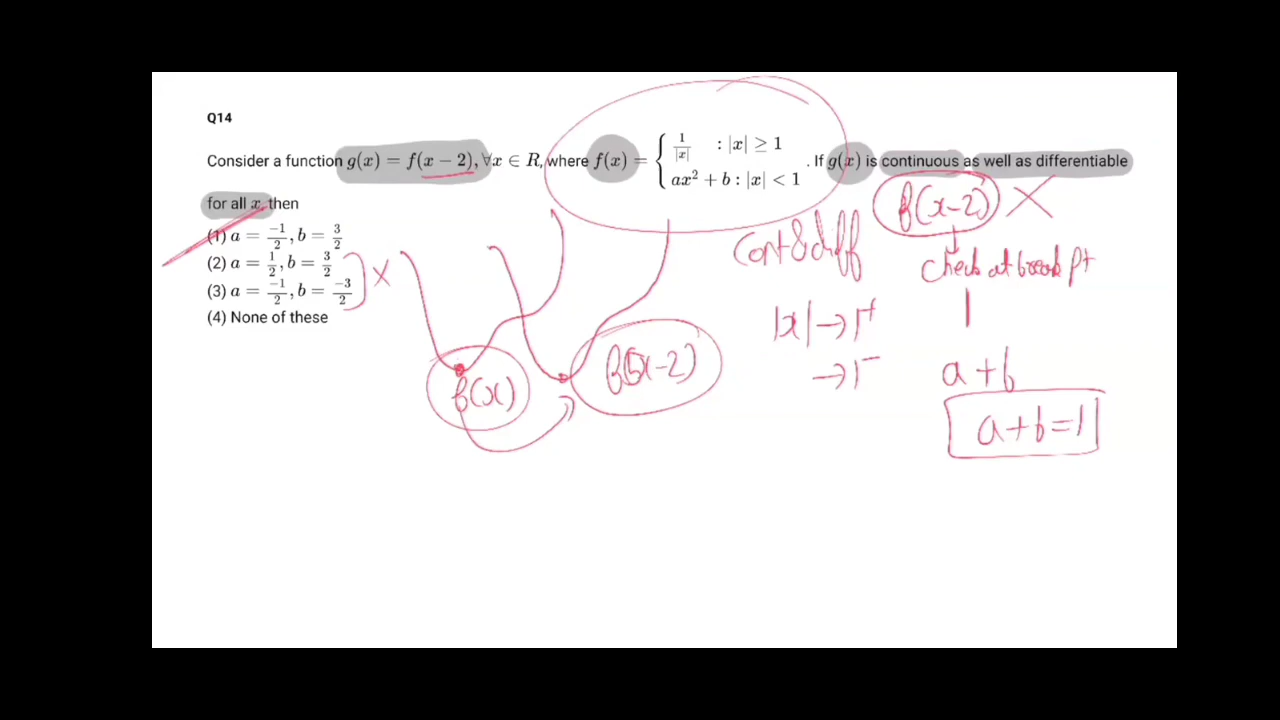 Q14
Consider a function g(x) = f(x − 2), ∀x ∈ R, where f(x) = { 1/|x| : |x| ≥ 1
ax² + b : |x| < 1 . If g(x) is continuous as well as differentiable
for all x, then
(1) a = −1/2, b = 3/2
(2) a = 1/2, b = 3/2
(3) a = −1/2, b = −3/2
(4) None of these
f(x−2) ×
Cont & diff
check at break pt
|x| → 1⁺
1
→ 1⁻
a+b
a+b=1
×
f(x)
f(x−2)